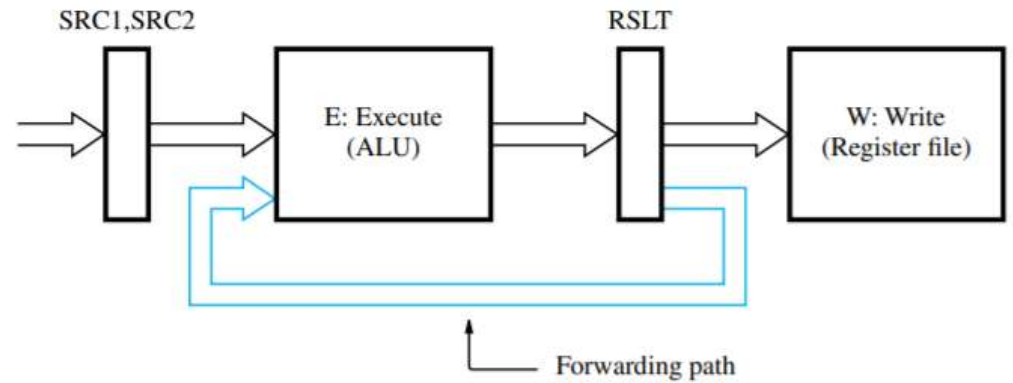 SRC1,SRC2
RSLT
E: Execute
(ALU)
W: Write
(Register file)
Forwarding path